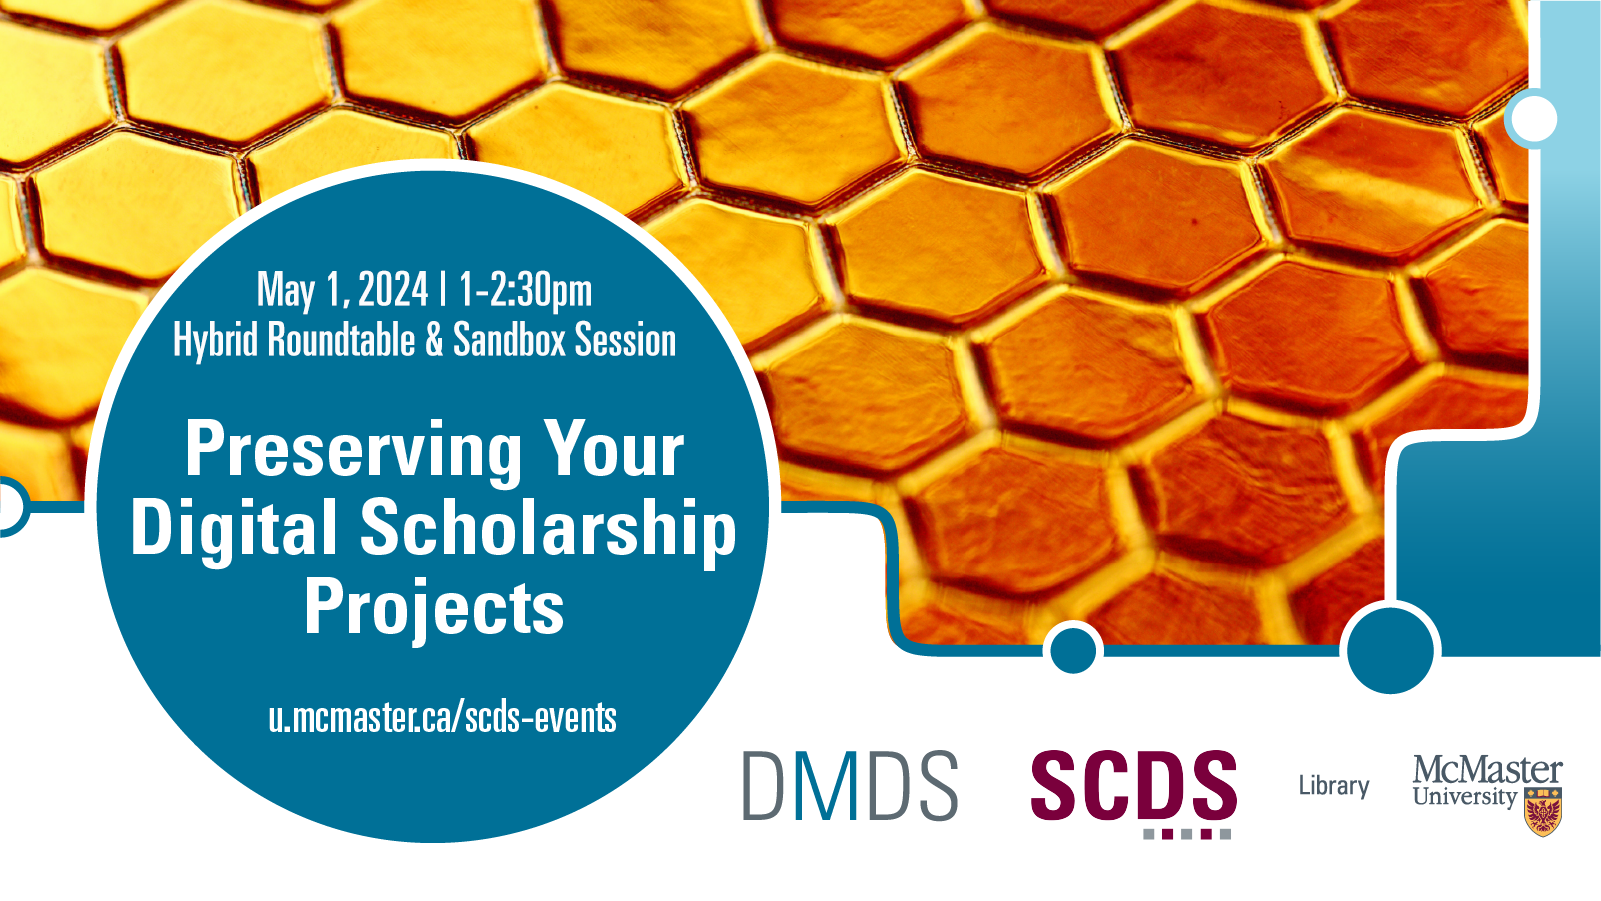 May 1, 2024 | 1-2:30pm
Hybrid Roundtable & Sandbox Session
Preserving Your
Digital Scholarship
Projects
u.mcmaster.ca/scds-events
DMDS
SCDS
Library
McMaster
University